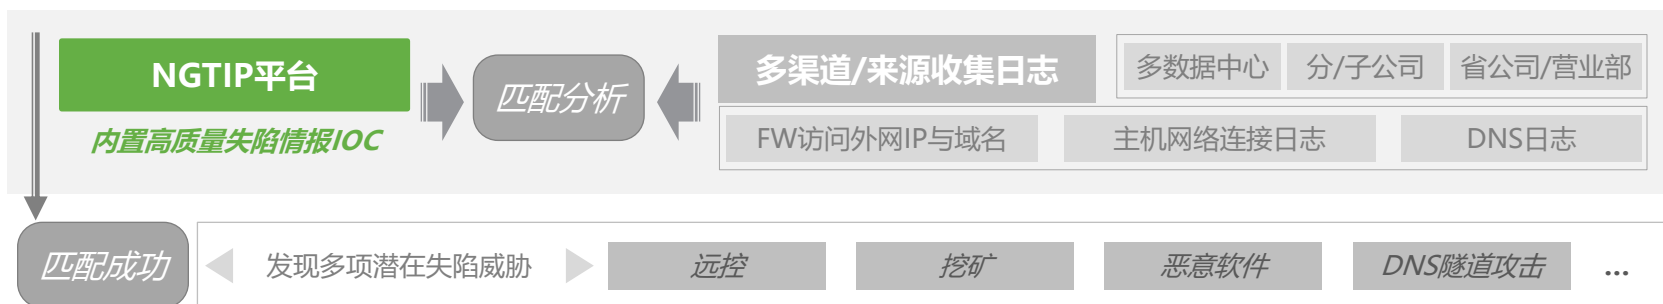 NGTIP平台
内置高质量失陷情报IOC
匹配分析
多渠道/来源收集日志
多数据中心
分/子公司
省公司/营业部
FW访问外网IP与域名
主机网络连接日志
DNS日志
匹配成功
发现多项潜在失陷威胁
远控
挖矿
恶意软件
DNS隧道攻击
...